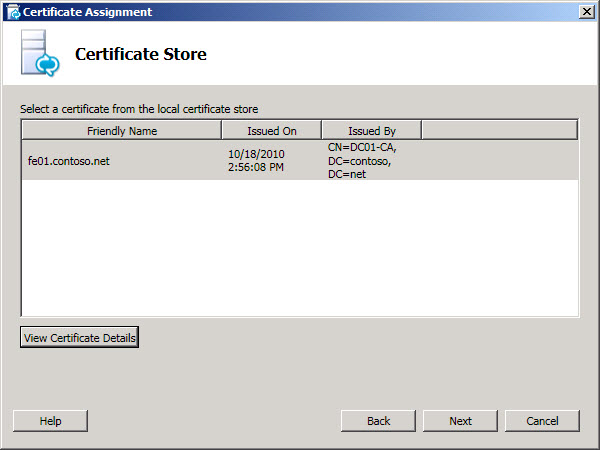 Certificate Assignment
Certificate Store
Select a certificate from the local certificate store
Friendly Name Issued On Issued By
fe01.contoso.net 10/18/2010 2:56:08 PM CN=DC01-CA, DC=contoso, DC=net
View Certificate Details
Help Back Next Cancel